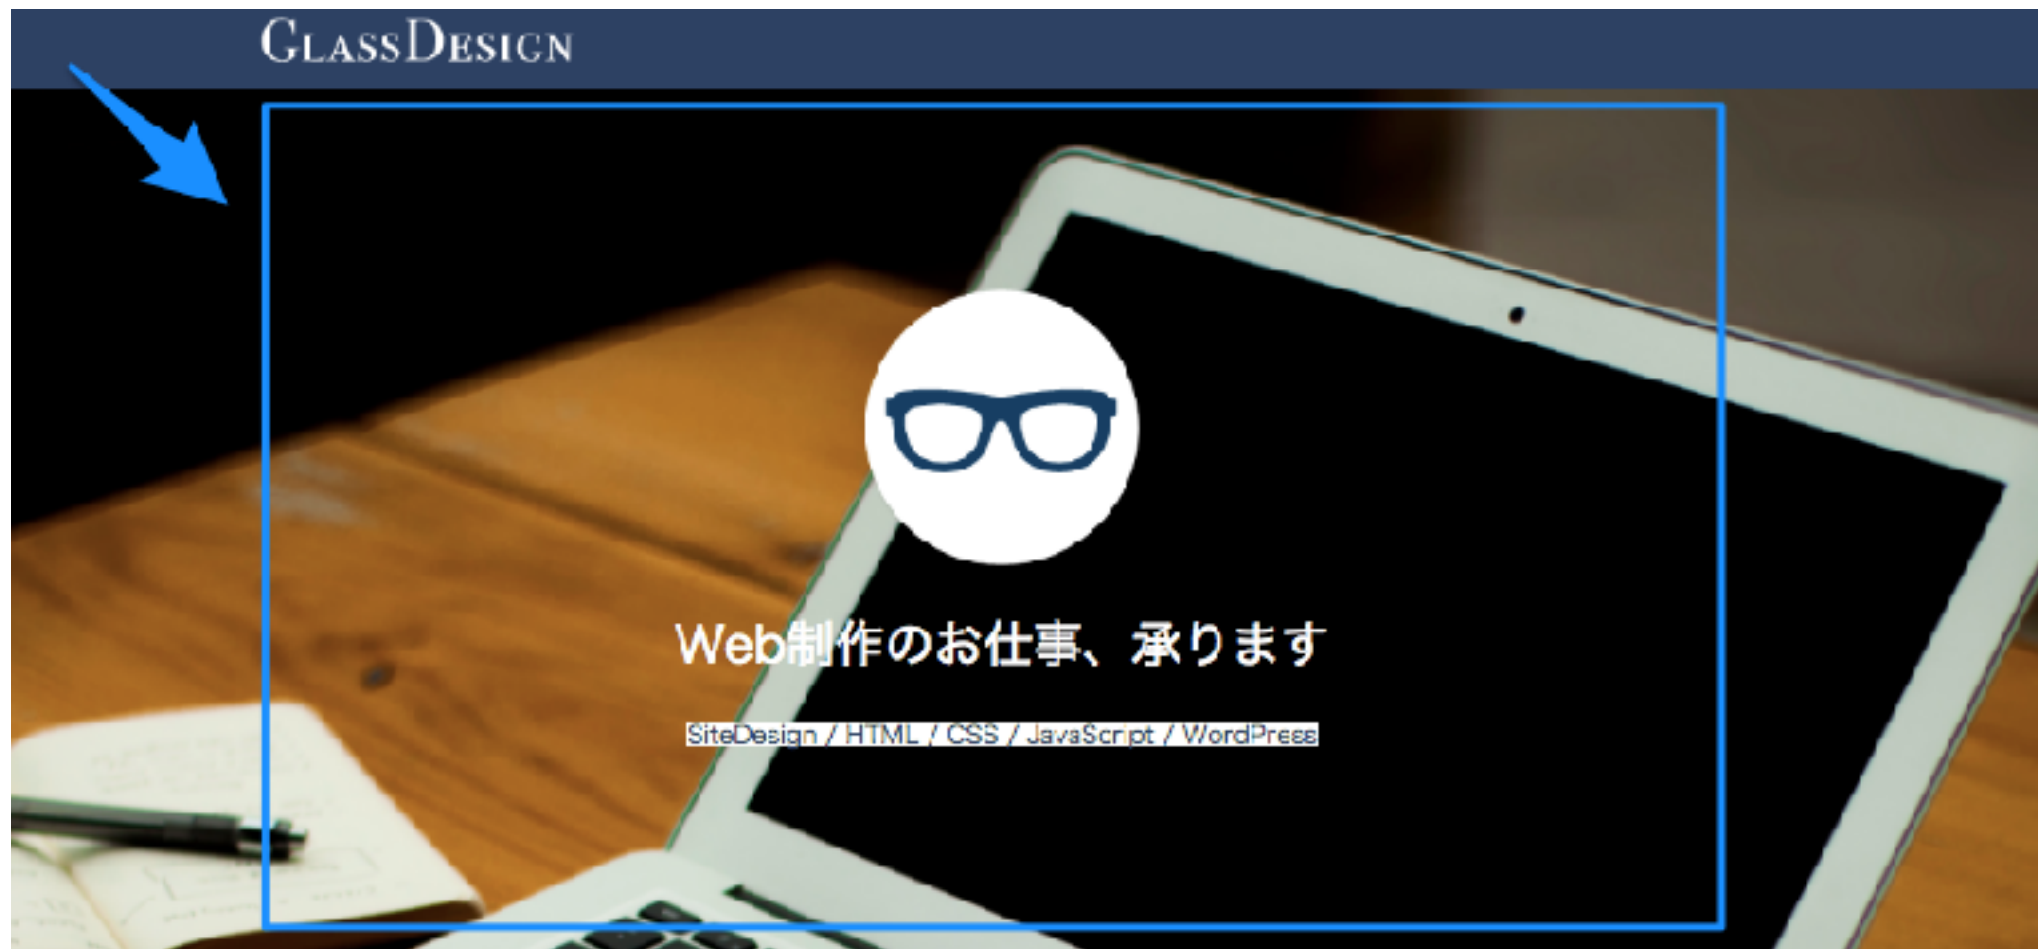 GLASSDESIGN
Web制作のお仕事、承ります
SiteDesign / HTML / CSS / JavaScript / WordPress